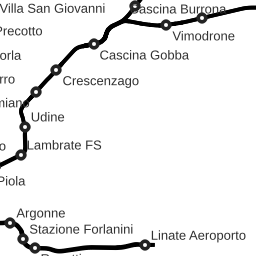 Villa San Giovanni
Cascina Burrona
Precotto
Vimodrone
Cascina Gobba
Crescenzago
Udine
Lambrate FS
Piola
Argonne
Stazione Forlanini
Linate Aeroporto